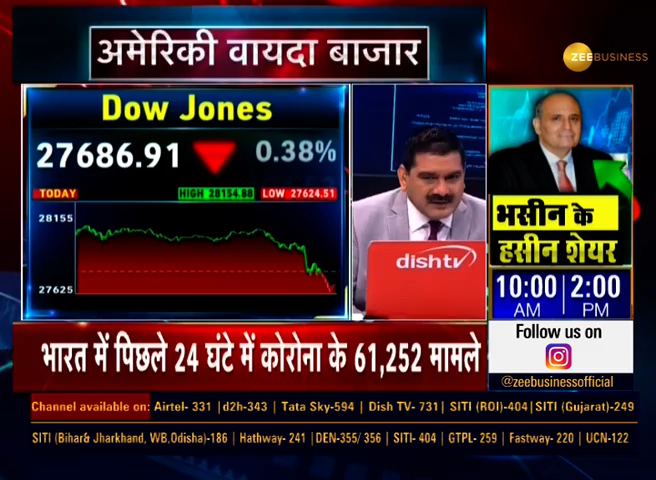 अमेरिकी वायदा बाजार
ZEEBUSINESS
Dow Jones
27686.91 0.38%
TODAY HIGH 28154.88 LOW 27624.51
28155
27625
dishtv
भसीन के
हसीन शेयर
10:00 AM 2:00 PM
Follow us on
@zeebusinessofficial
भारत में पिछले 24 घंटे में कोरोना के 61,252 मामले
Channel available on: Airtel- 331 | d2h-343 | Tata Sky-594 | Dish TV- 731 | SITI (ROI)-404 | SITI (Gujarat)-249
SITI (Bihar& Jharkhand, WB,Odisha)-186 | Hathway- 241 |DEN-355/ 356 | SITI- 404 | GTPL- 259 | Fastway- 220 | UCN-122